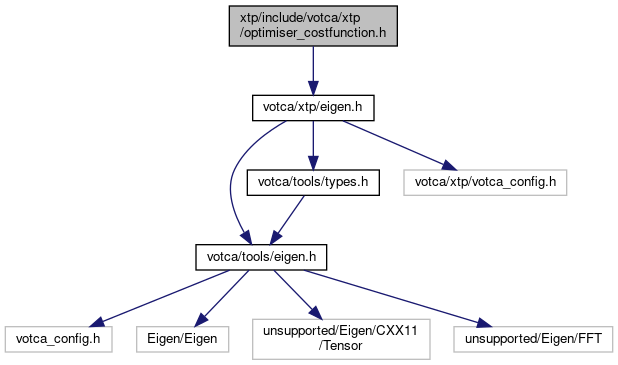 xtp/include/votca/xtp
/optimiser_costfunction.h
votca/xtp/eigen.h
votca/tools/types.h
votca/xtp/votca_config.h
votca/tools/eigen.h
votca_config.h
Eigen/Eigen
unsupported/Eigen/CXX11
/Tensor
unsupported/Eigen/FFT